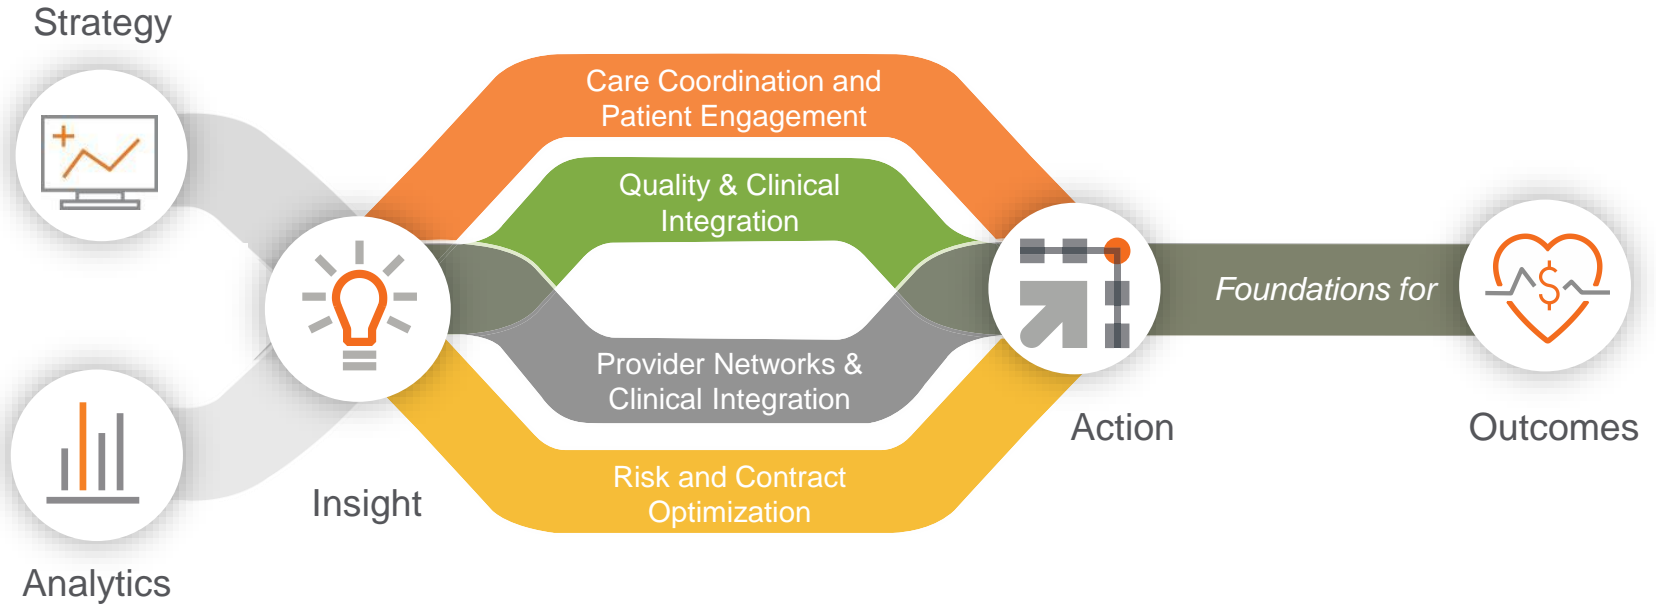 Strategy
Care Coordination and
Patient Engagement
Quality & Clinical
Integration
Foundations for
Provider Networks &
Clinical Integration
Action
Outcomes
Risk and Contract
Optimization
Insight
Analytics